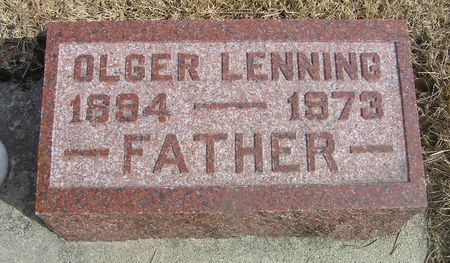 OLGER LENNING
1894 — 1973
— FATHER —